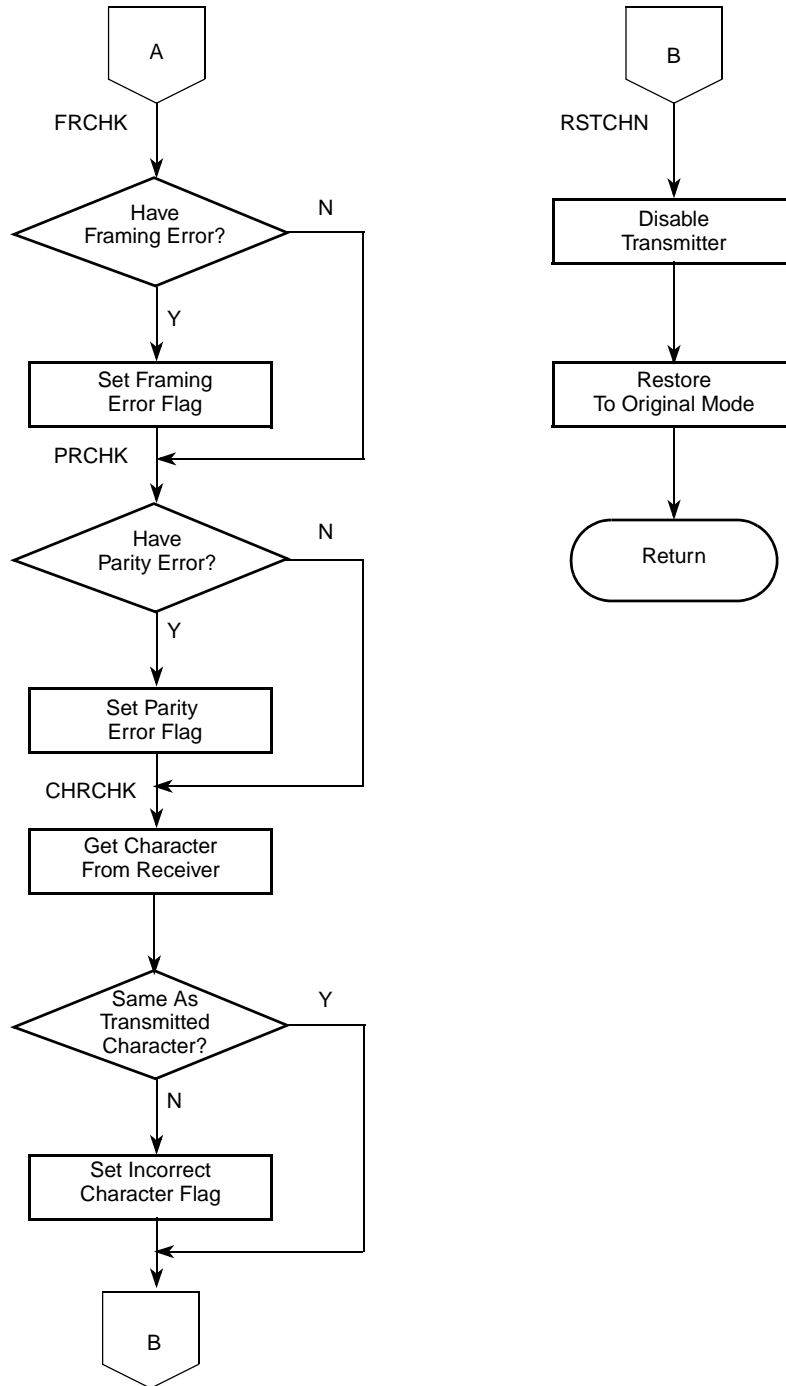 A
FRCHK
Have
Framing Error?
N
Y
Set Framing
Error Flag
PRCHK
Have
Parity Error?
N
Y
Set Parity
Error Flag
CHRCHK
Get Character
From Receiver
Same As
Transmitted
Character?
Y
N
Set Incorrect
Character Flag
B
B
RSTCHN
Disable
Transmitter
Restore
To Original Mode
Return